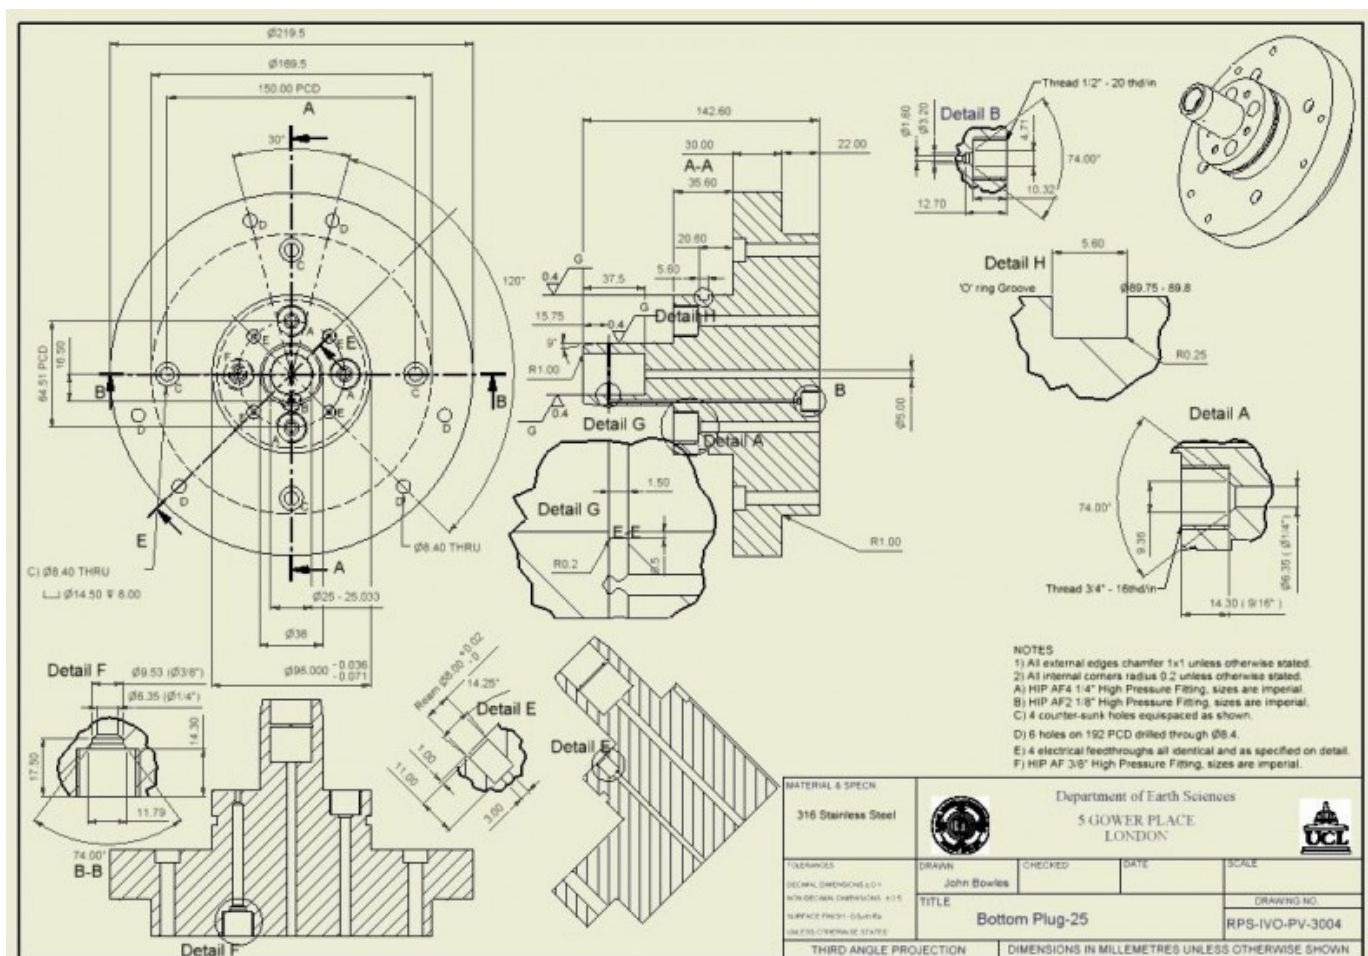 Ø219.5
Ø169.5
150.00 PCD
A
30°
120°
D
D
C
A
E
E
F
A
C
C
B
B
E
A
D
D
D
D
C
E
A
64.51 PCD
16.50
Ø8.40 THRU
C) Ø8.40 THRU
⌴ Ø14.50 ↧ 8.00
Ø25 - 25.033
Ø38
142.60
30.00
22.00
A-A
35.60
20.60
5.60
37.5
15.75
G
0.4
G
0.4
G
0.4
9°
R1.00
Detail H
Detail G
Detail A
B
Ø5.00
R1.00
Detail G
1.50
E-E
R0.2
Detail B
Thread 1/2" - 20 thd/in
Ø1.60
Ø3.20
4.71
74.00°
10.32
12.70
Detail H
5.60
'O' ring Groove
Ø89.75 - 89.8
R0.25
Detail A
74.00°
Ø6.35 ( Ø1/4")
Thread 3/4" - 16thd/in
14.30 ( 9/16" )
Detail F
Ø9.53 (Ø3/8")
Ø6.35 (Ø1/4")
14.30
17.50
11.79
74.00°
B-B
Detail F
Ream Ø8.00 +0.02 -0
14.25°
Detail E
1.00
11.00
3.00
Detail E
NOTES
1) All external edges chamfer 1x1 unless otherwise stated.
2) All internal corners radius 0.2 unless otherwise stated.
A) HIP AF4 1/4" High Pressure Fitting, sizes are imperial.
B) HIP AF2 1/8" High Pressure Fitting, sizes are imperial.
C) 4 counter-sunk holes equispaced as shown.
D) 6 holes on 192 PCD drilled through Ø8.4.
E) 4 electrical feedthroughs all identical and as specified on detail.
F) HIP AF 3/8" High Pressure Fitting, sizes are imperial.
MATERIAL & SPECN.
316 Stainless Steel
Department of Earth Sciences
5 GOWER PLACE
LONDON
UCL
TOLERANCES
DRAWN
John Bowles
CHECKED
DATE
SCALE
UNLESS OTHERWISE STATED
TITLE
Bottom Plug-25
DRAWING NO.
RPS-IVO-PV-3004
THIRD ANGLE PROJECTION
DIMENSIONS IN MILLEMETRES UNLESS OTHERWISE SHOWN